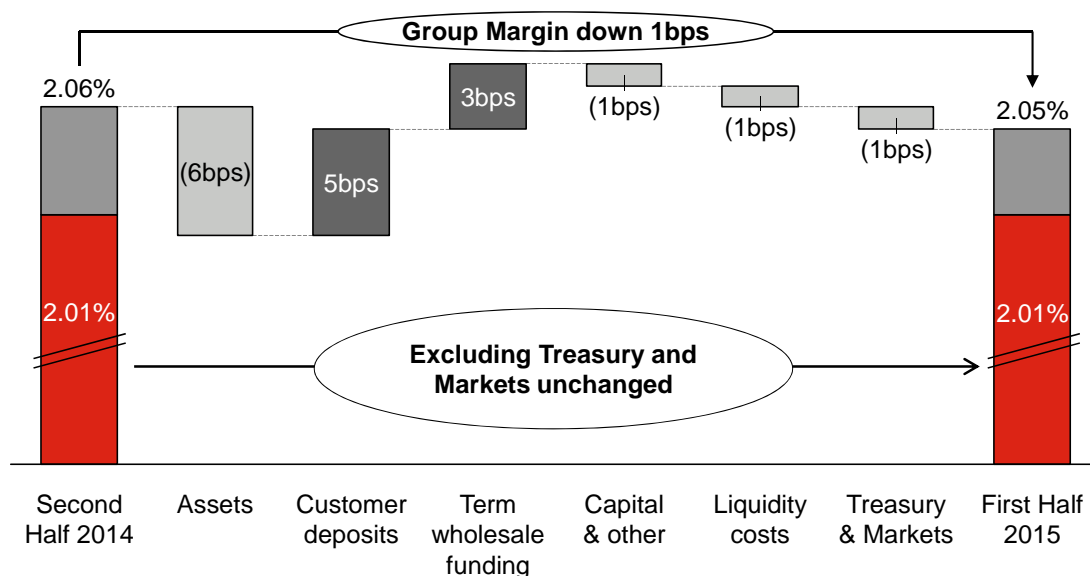 Group Margin down 1bps
2.06%
(6bps)
5bps
3bps
(1bps)
(1bps)
(1bps)
2.05%
2.01%
2.01%
Excluding Treasury and
Markets unchanged
Second
Half 2014
Assets
Customer
deposits
Term
wholesale
funding
Capital
& other
Liquidity
costs
Treasury
& Markets
First Half
2015